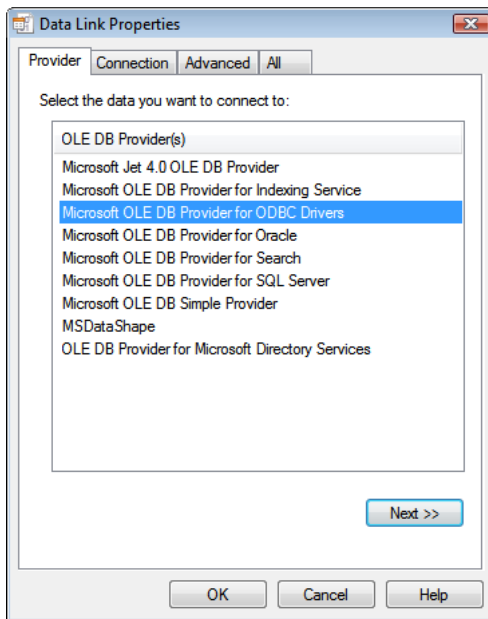 Data Link Properties
Provider Connection Advanced All
Select the data you want to connect to:
OLE DB Provider(s)
Microsoft Jet 4.0 OLE DB Provider
Microsoft OLE DB Provider for Indexing Service
Microsoft OLE DB Provider for ODBC Drivers
Microsoft OLE DB Provider for Oracle
Microsoft OLE DB Provider for Search
Microsoft OLE DB Provider for SQL Server
Microsoft OLE DB Simple Provider
MSDataShape
OLE DB Provider for Microsoft Directory Services
Next >>
OK Cancel Help